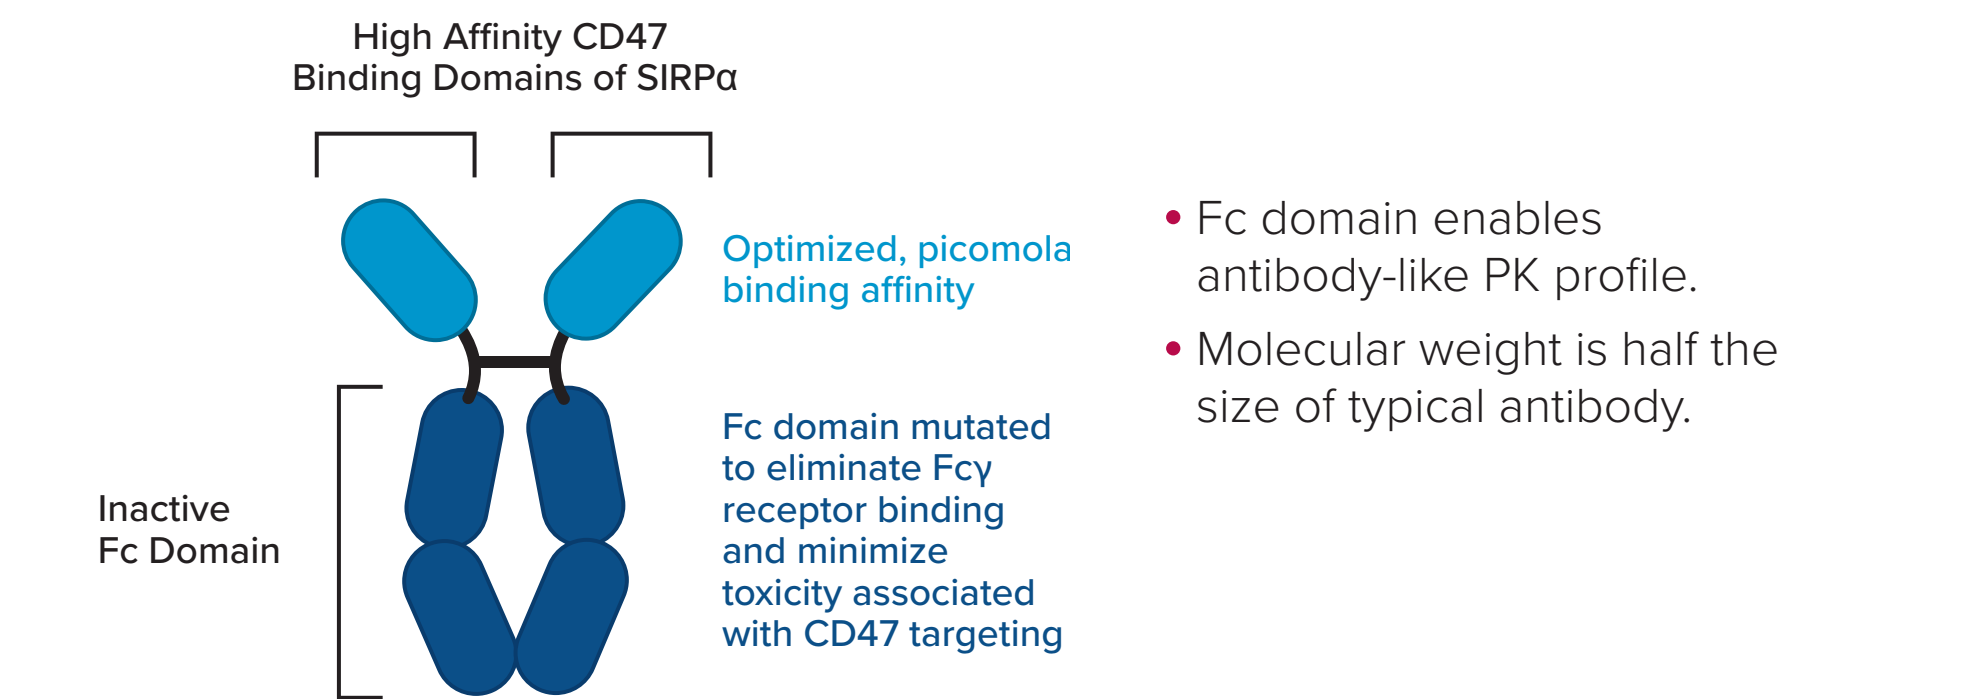 High Affinity CD47
Binding Domains of SIRPα
Optimized, picomola
binding affinity
Fc domain mutated
to eliminate Fcγ
receptor binding
and minimize
toxicity associated
with CD47 targeting
Inactive
Fc Domain
• Fc domain enables
antibody-like PK profile.
• Molecular weight is half the
size of typical antibody.